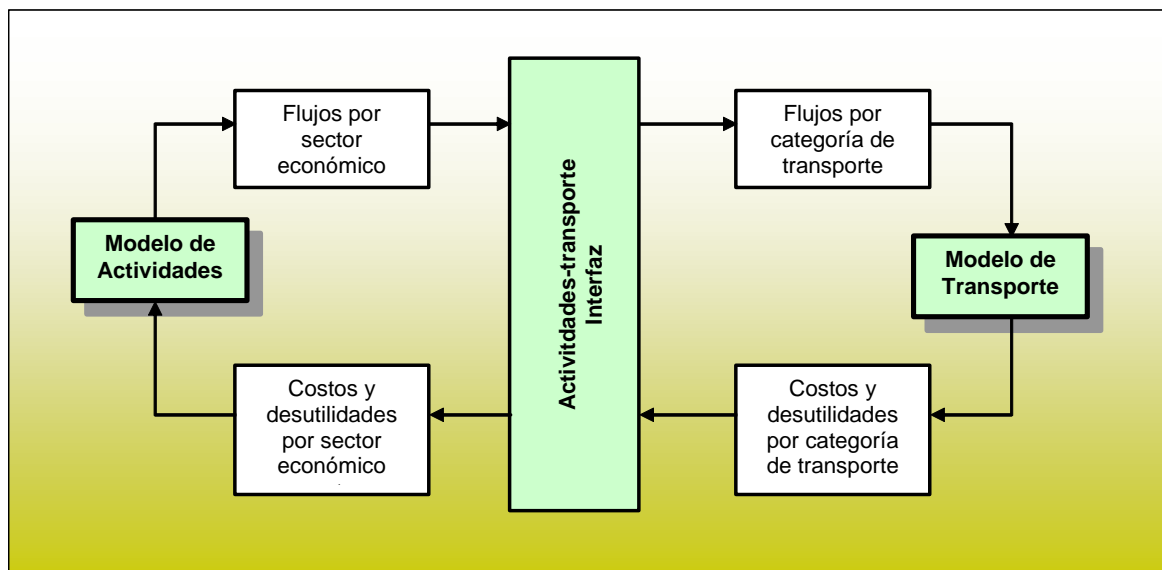 Flujos por
sector
económico
Flujos por
categoría de
transporte
Modelo de
Actividades
Activitdades-transporte
Interfaz
Modelo de
Transporte
Costos y
desutilidades
por sector
económico
Costos y
desutilidades
por categoría
de transporte